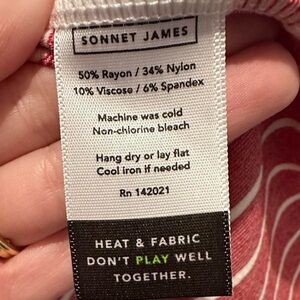 SONNET JAMES
50% Rayon / 34% Nylon
10% Viscose / 6% Spandex
Machine was cold
Non-chlorine bleach
Hang dry or lay flat
Cool iron if needed
Rn 142021
HEAT & FABRIC
DON'T PLAY WELL
TOGETHER.